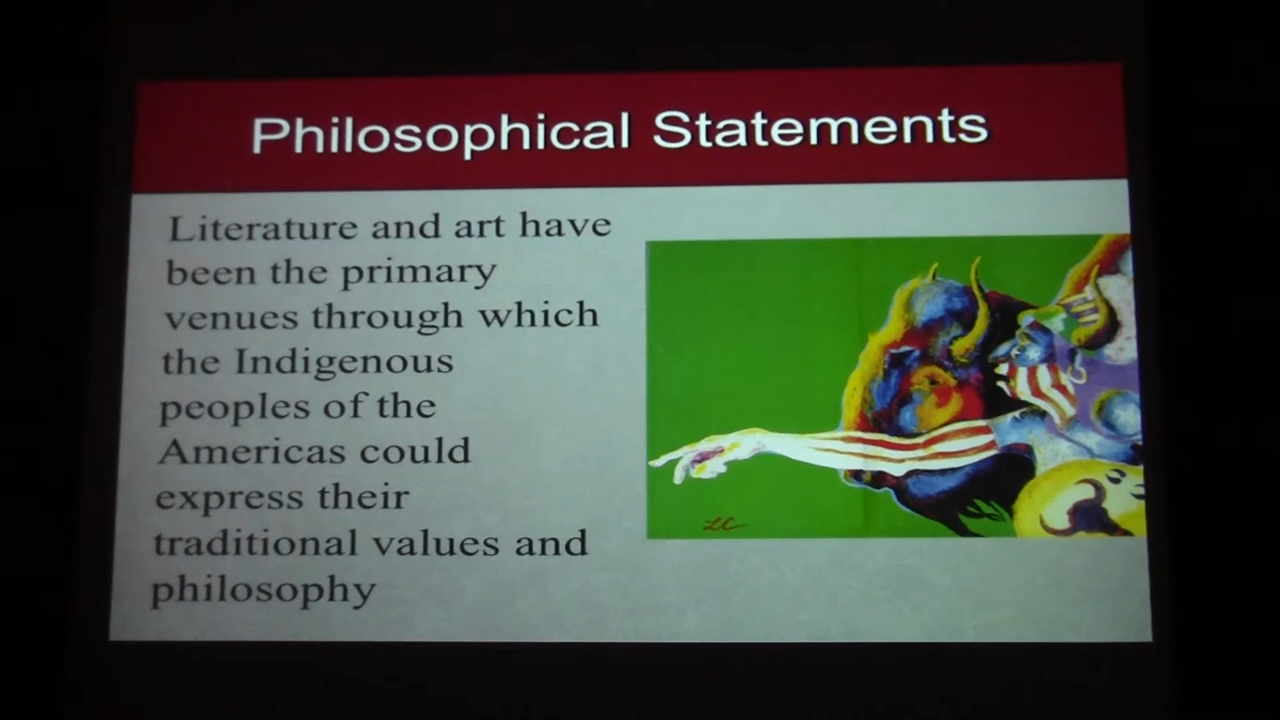 Philosophical Statements
Literature and art have
been the primary
venues through which
the Indigenous
peoples of the
Americas could
express their
traditional values and
philosophy
LC